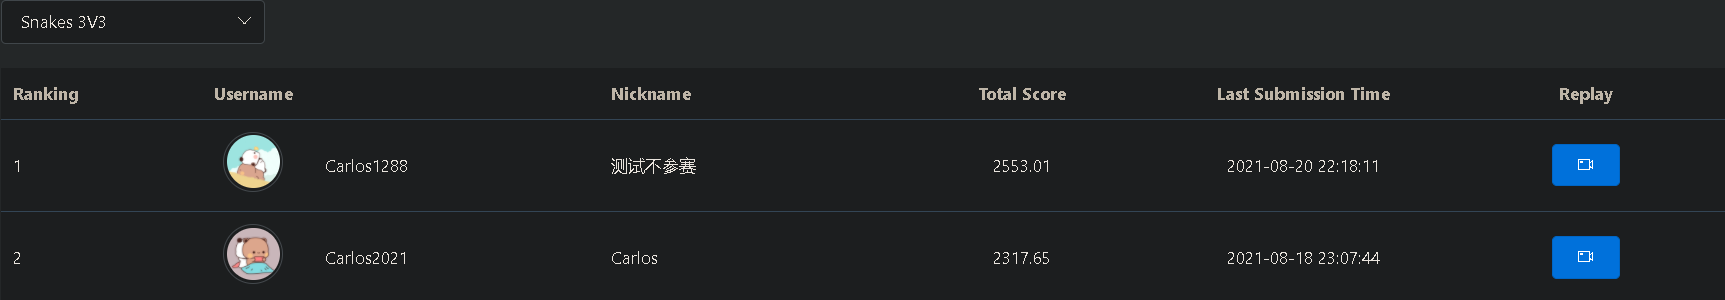 Snakes 3V3
Ranking Username Nickname Total Score Last Submission Time Replay
1 Carlos1288 测试不参赛 2553.01 2021-08-20 22:18:11
2 Carlos2021 Carlos 2317.65 2021-08-18 23:07:44